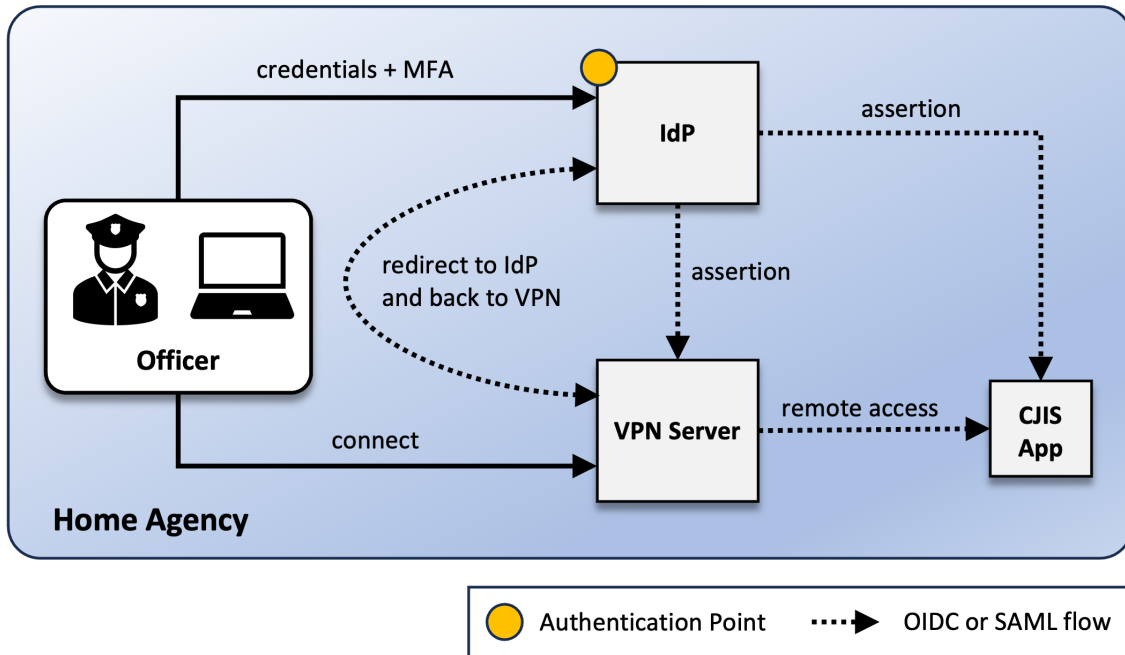 credentials + MFA
IdP
assertion
redirect to IdP
and back to VPN
assertion
Officer
VPN Server
remote access
CJIS
App
connect
Home Agency
Authentication Point
OIDC or SAML flow